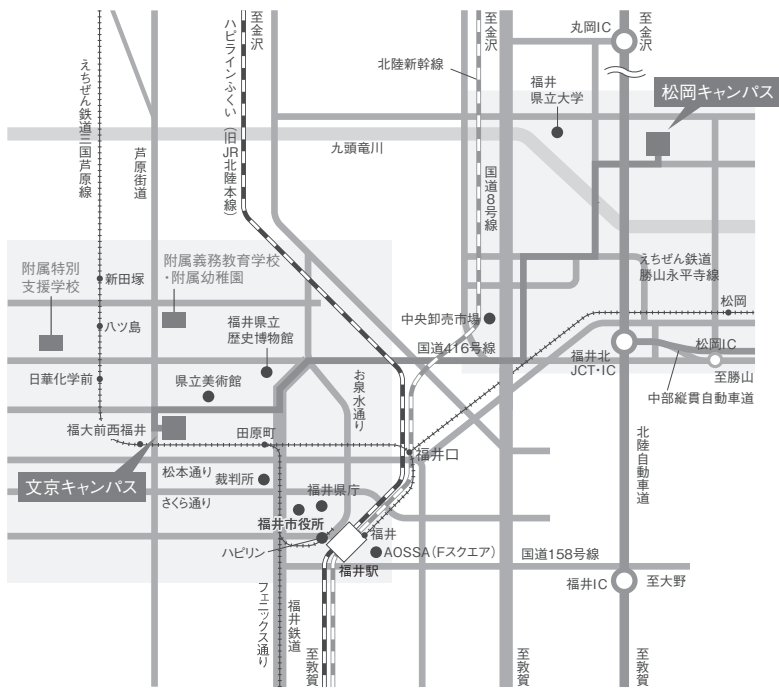 至金沢
ハピラインふくい（旧JR北陸本線）
至金沢
丸岡IC
至金沢
北陸新幹線
福井
県立大学
松岡キャンパス
えちぜん鉄道三国芦原線
芦原街道
九頭竜川
国道8号線
附属特別
支援学校
新田塚
附属義務教育学校
・附属幼稚園
えちぜん鉄道
勝山永平寺線
松岡
八ツ島
福井県立
歴史博物館
中央卸売市場
国道416号線
福井北
JCT・IC
松岡IC
至勝山
中部縦貫自動車道
日華化学前
県立美術館
お泉水通り
福大前西福井
田原町
福井口
北陸自動車道
文京キャンパス
松本通り
裁判所
さくら通り
福井県庁
福井市役所
ハピリン
福井
AOSSA（Fスクエア）
福井駅
国道158号線
福井IC
至大野
フェニックス通り
福井鉄道
至敦賀
至敦賀
至敦賀